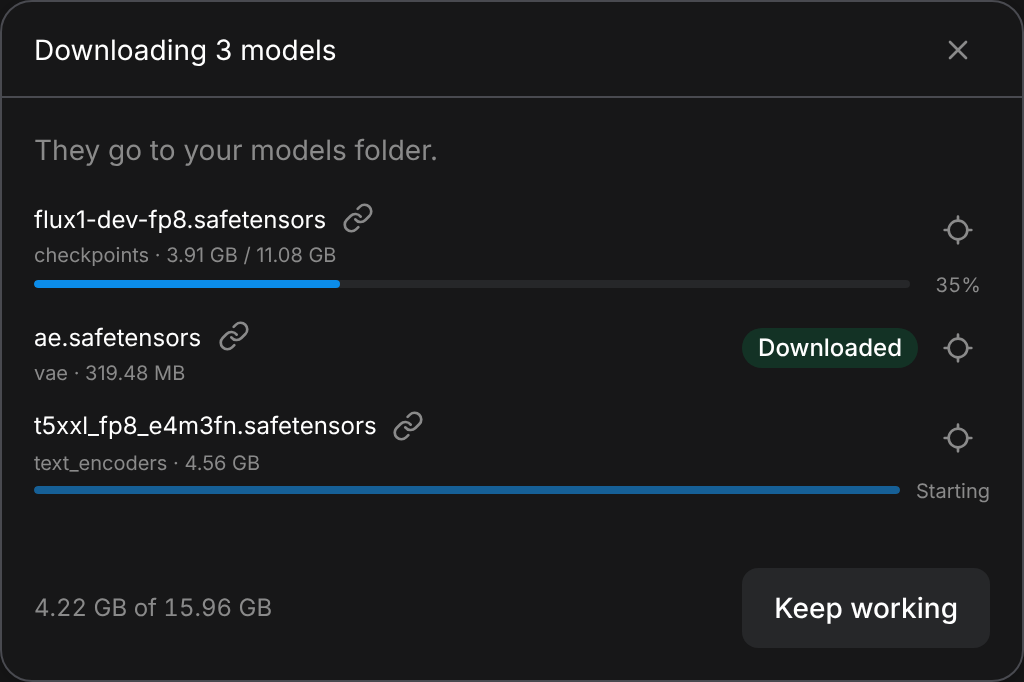 Downloading 3 models
They go to your models folder.
flux1-dev-fp8.safetensors
checkpoints · 3.91 GB / 11.08 GB
35%
ae.safetensors
vae · 319.48 MB
Downloaded
t5xxl_fp8_e4m3fn.safetensors
text_encoders · 4.56 GB
Starting
4.22 GB of 15.96 GB
Keep working